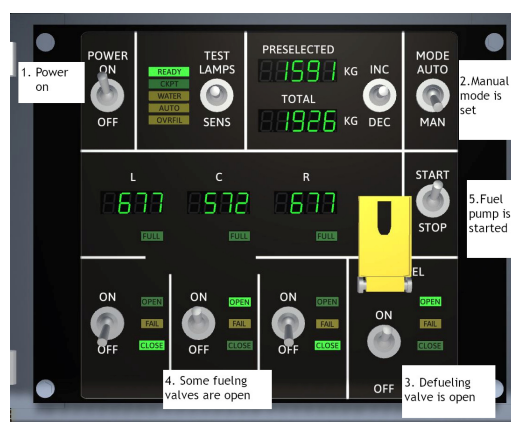 POWER
ON
OFF
READY
CKPT
WATER
AUTO
OVRFIL
TEST
LAMPS
SENS
PRESELECTED
1591 KG
TOTAL
1926 KG
INC
DEC
MODE
AUTO
MAN
1. Power
on
2.Manual
mode is
set
L
677
FULL
C
572
FULL
R
677
FULL
START
STOP
5.Fuel
pump is
started
ON
OFF
OPEN
FAIL
CLOSE
ON
OFF
OPEN
FAIL
CLOSE
ON
OFF
OPEN
FAIL
CLOSE
EL
ON
OFF
OPEN
FAIL
CLOSE
4. Some fuelng
valves are open
3. Defueling
valve is open